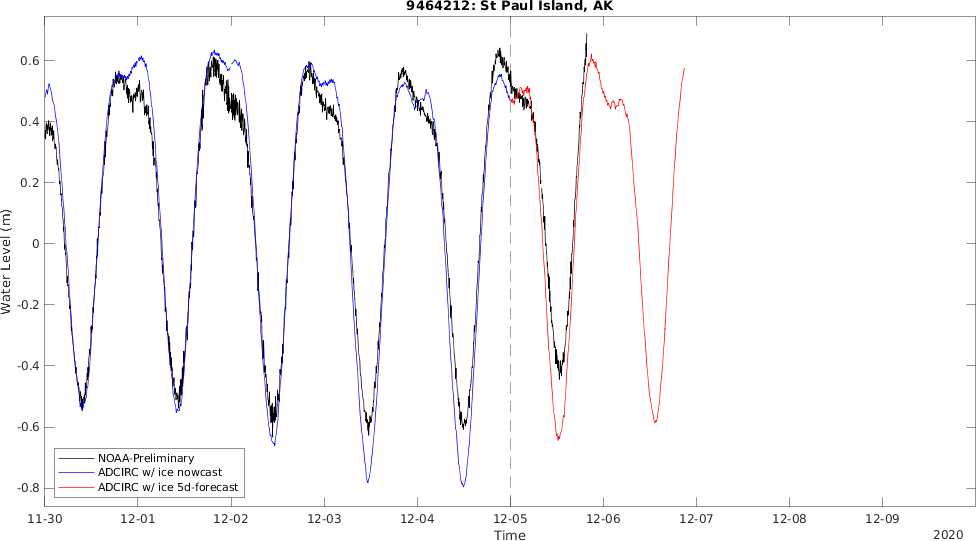 9464212: St Paul Island, AK
0.6
0.4
0.2
0
-0.2
-0.4
-0.6
-0.8
Water Level (m)
NOAA-Preliminary
ADCIRC w/ ice nowcast
ADCIRC w/ ice 5d-forecast
11-30 12-01 12-02 12-03 12-04 12-05 12-06 12-07 12-08 12-09
Time
2020